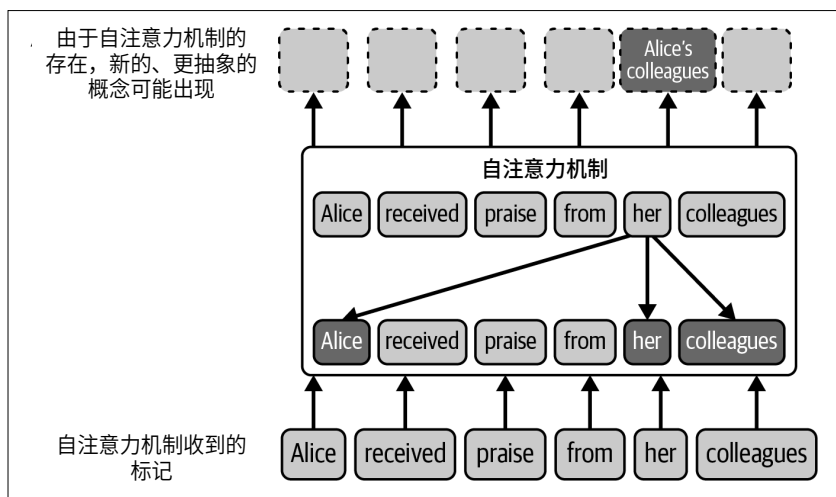 由于自注意力机制的
存在，新的、更抽象的
概念可能出现
Alice's
colleagues
自注意力机制
Alice received praise from her colleagues
Alice received praise from her colleagues
自注意力机制收到的
标记
Alice received praise from her colleagues